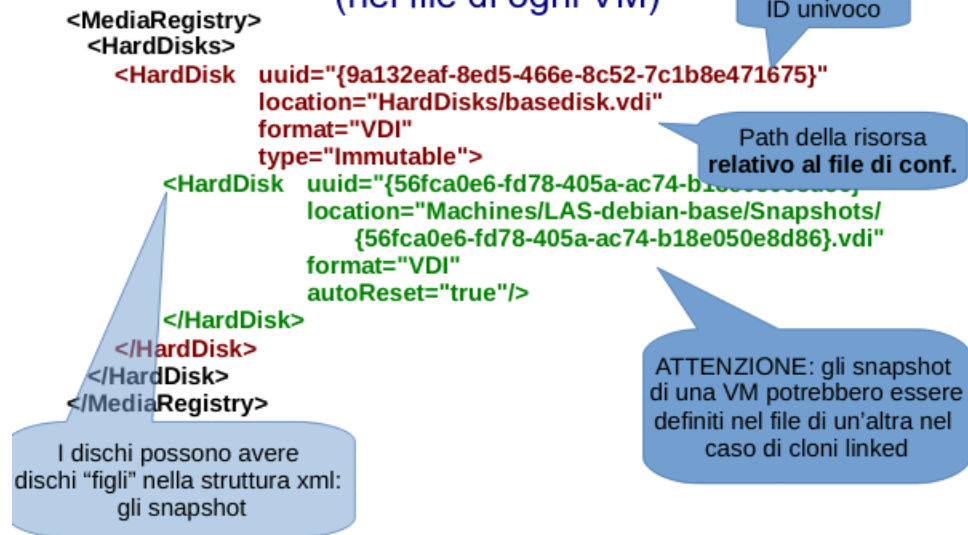 (nel file di ogni VM)
ID univoco
<MediaRegistry>
<HardDisks>
<HardDisk uuid="{9a132eaf-8ed5-466e-8c52-7c1b8e471675}"
location="HardDisks/basedisk.vdi"
format="VDI"
type="Immutable">
Path della risorsa
relativo al file di conf.
<HardDisk uuid="{56fca0e6-fd78-405a-ac74-
location="Machines/LAS-debian-base/Snapshots/
{56fca0e6-fd78-405a-ac74-b18e050e8d86}.vdi"
format="VDI"
autoReset="true"/>
</HardDisk>
</HardDisk>
</HardDisk>
</MediaRegistry>
ATTENZIONE: gli snapshot
di una VM potrebbero essere
definiti nel file di un'altra nel
caso di cloni linked
I dischi possono avere
dischi "figli" nella struttura xml:
gli snapshot